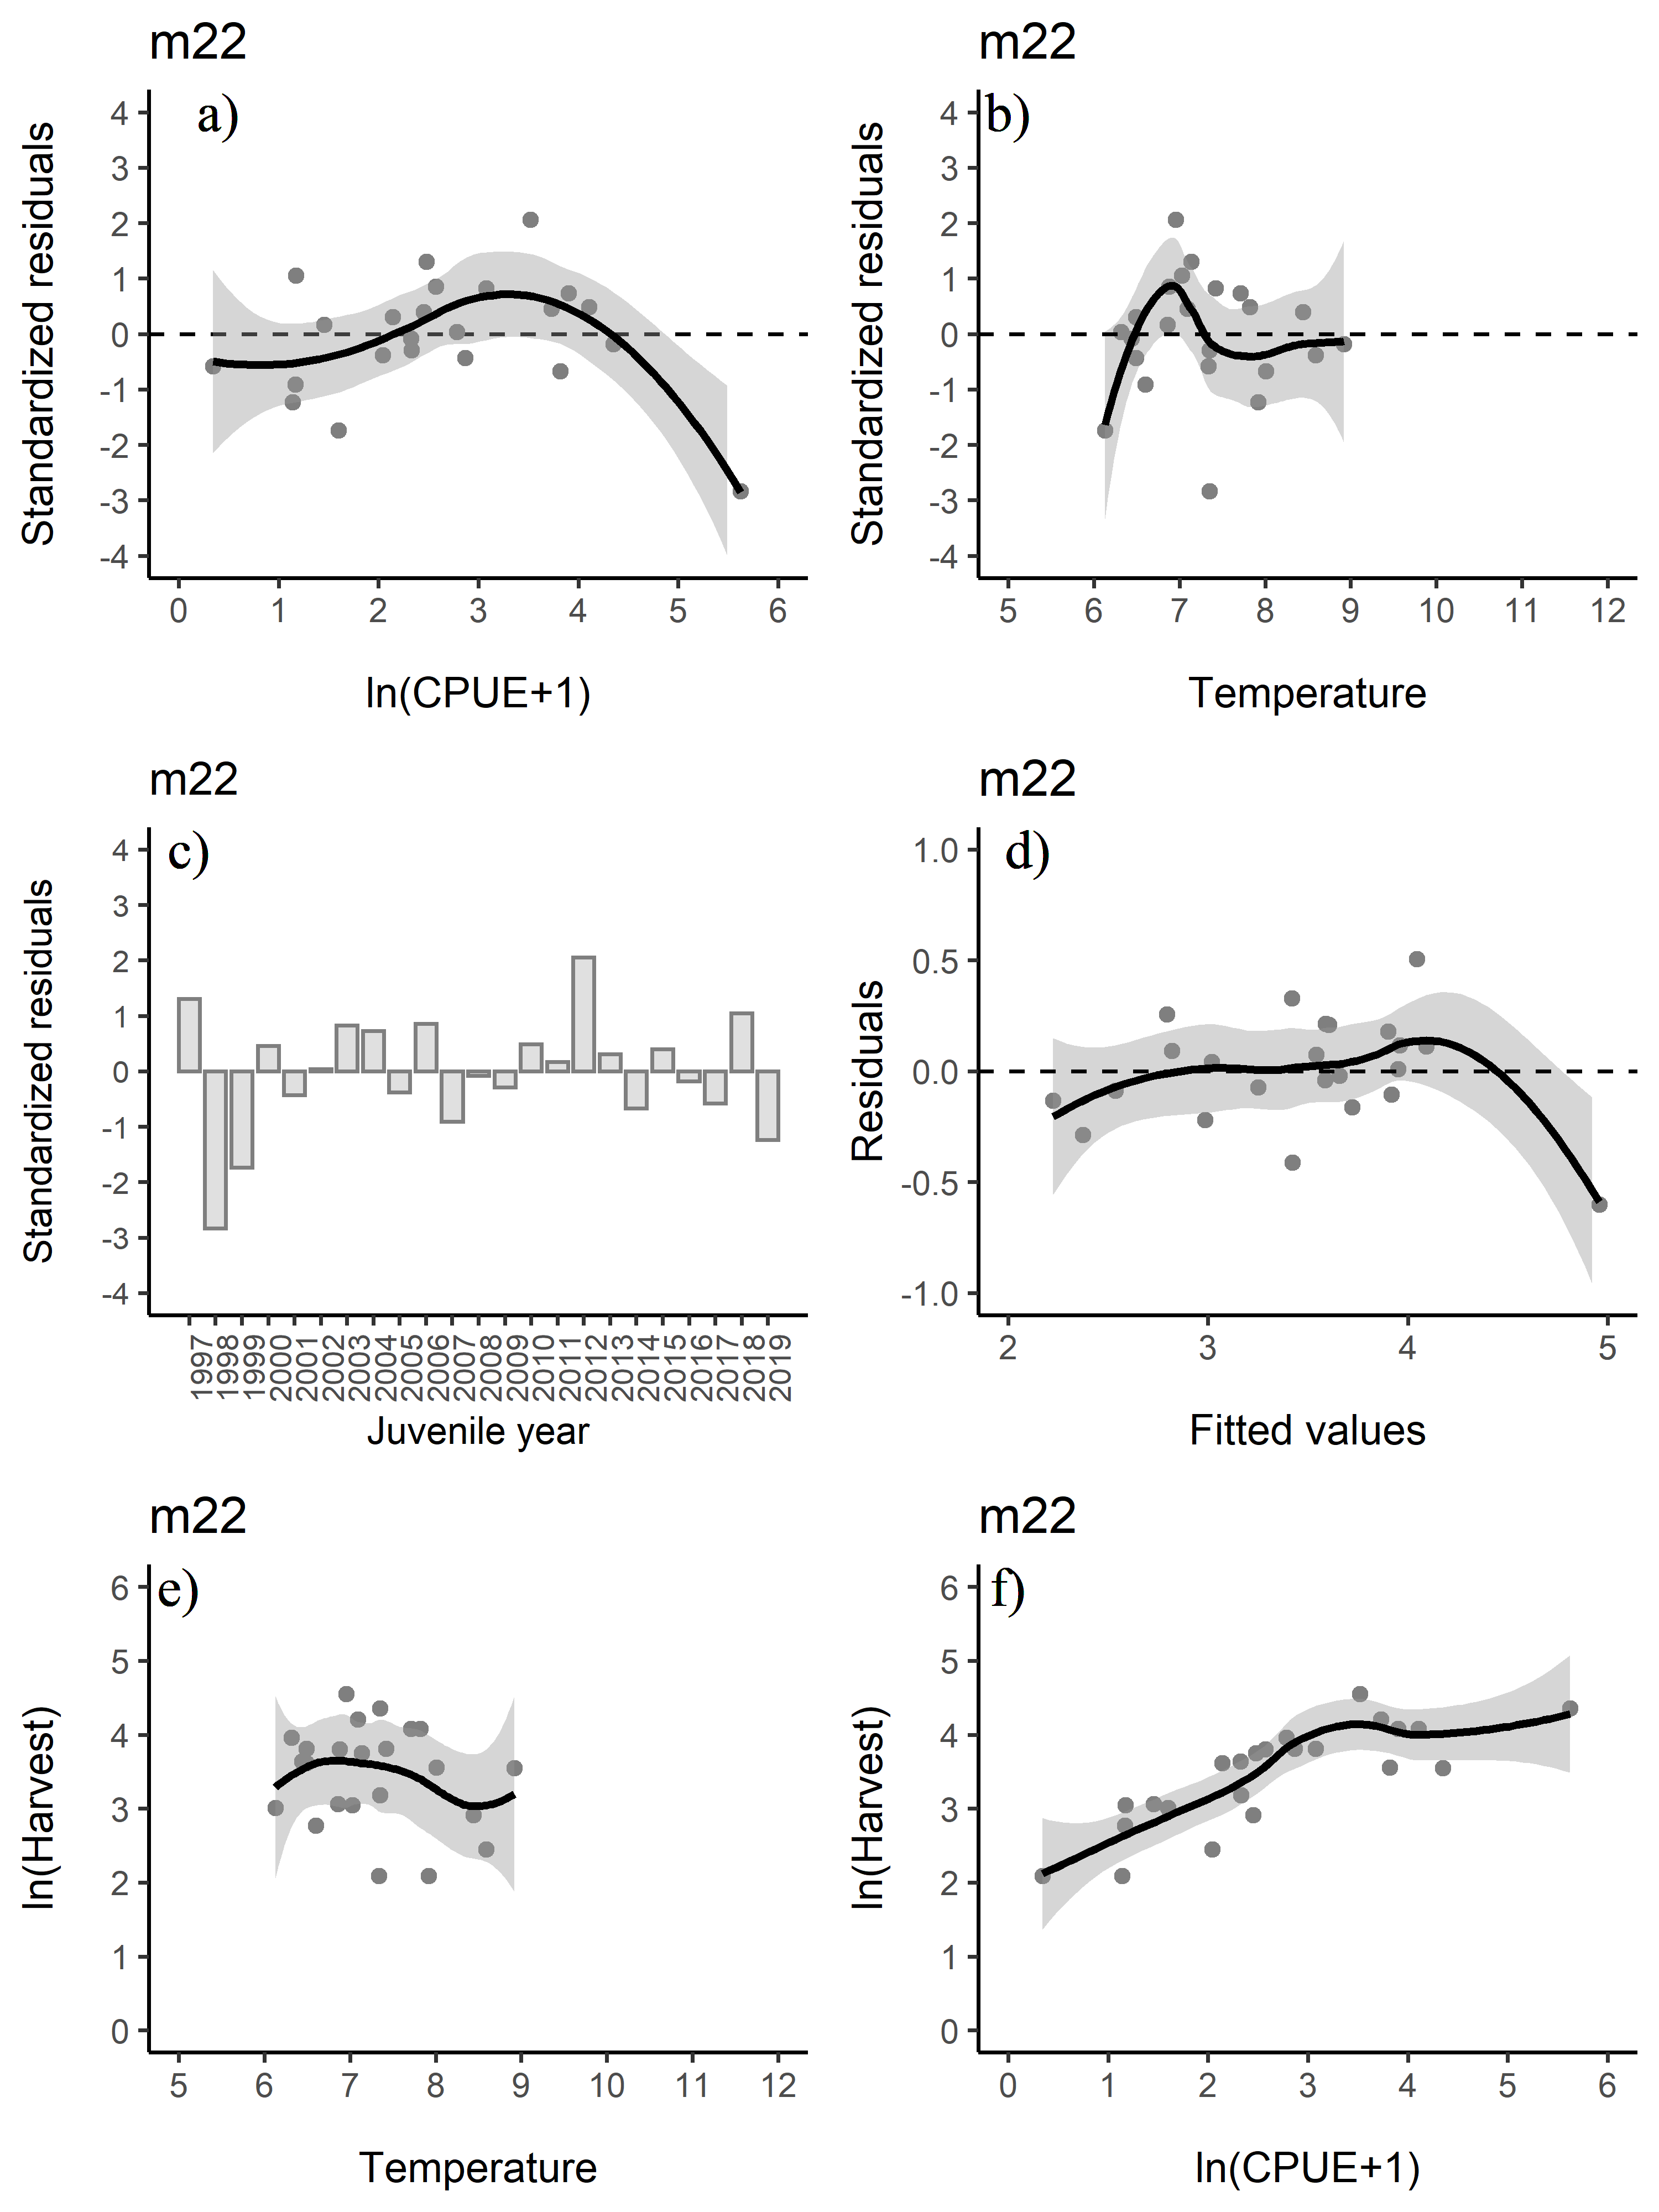 m22
a)
Standardized residuals
4
3
2
1
0
-1
-2
-3
-4
0 1 2 3 4 5 6
ln(CPUE+1)
m22
b)
Standardized residuals
4
3
2
1
0
-1
-2
-3
-4
5 6 7 8 9 10 11 12
Temperature
m22
c)
Standardized residuals
4
3
2
1
0
-1
-2
-3
-4
1997 1998 1999 2000 2001 2002 2003 2004 2005 2006 2007 2008 2009 2010 2011 2012 2013 2014 2015 2016 2017 2018 2019
Juvenile year
m22
d)
Residuals
1.0
0.5
0.0
-0.5
-1.0
2 3 4 5
Fitted values
m22
e)
ln(Harvest)
6
5
4
3
2
1
0
5 6 7 8 9 10 11 12
Temperature
m22
f)
ln(Harvest)
6
5
4
3
2
1
0
0 1 2 3 4 5 6
ln(CPUE+1)